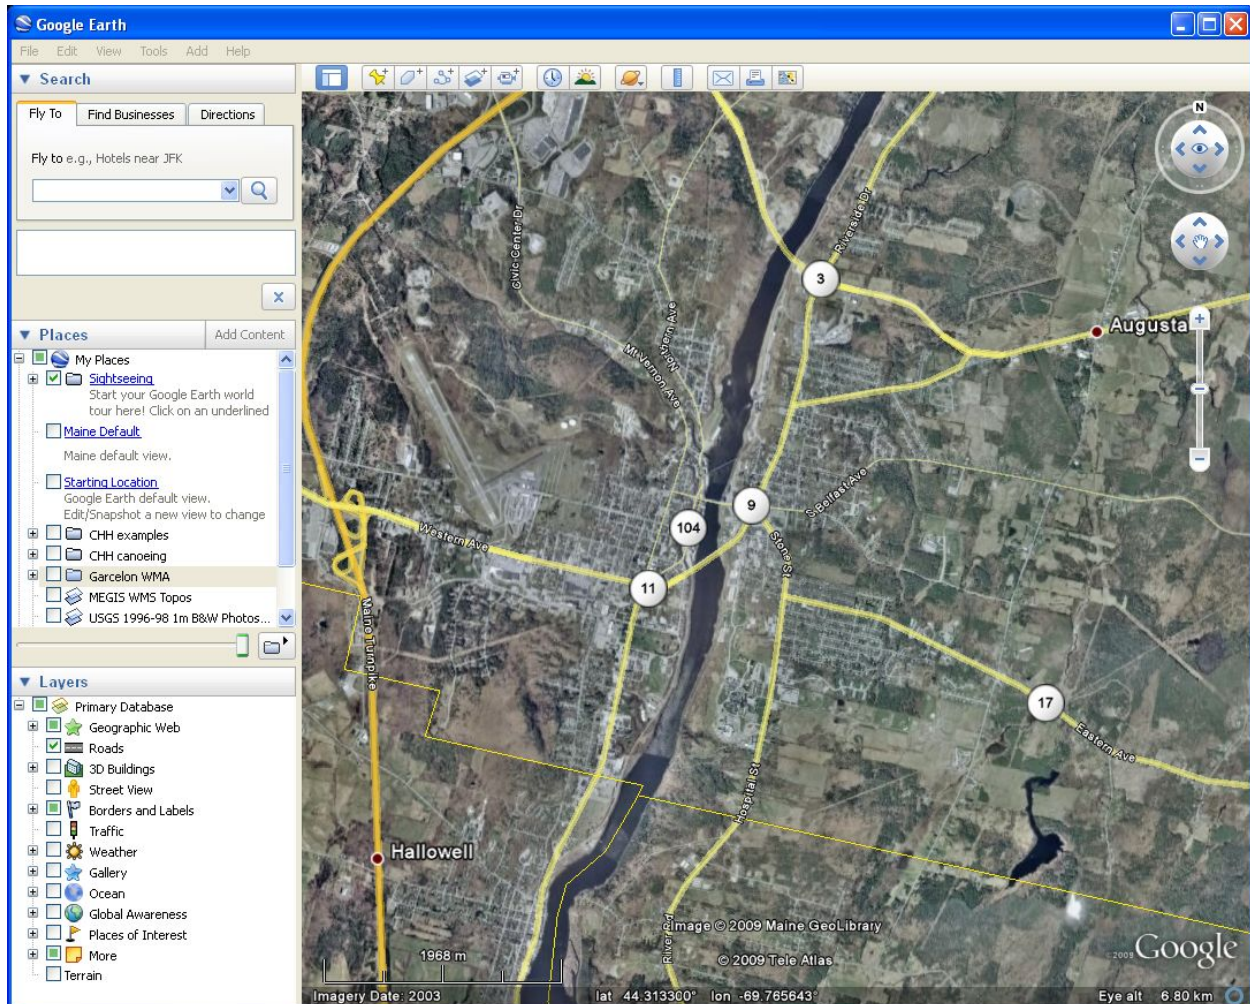 Google Earth
File Edit View Tools Add Help
Search
Fly To Find Businesses Directions
Fly to e.g., Hotels near JFK
Places Add Content
My Places
Sightseeing
Start your Google Earth world
tour here! Click on an underlined
Maine Default
Maine default view.
Starting Location
Google Earth default view.
Edit/Snapshot a new view to change
CHH examples
CHH canoeing
Garcelon WMA
MEGIS WMS Topos
USGS 1996-98 1m B&W Photos...
Layers
Primary Database
Geographic Web
Roads
3D Buildings
Street View
Borders and Labels
Traffic
Weather
Gallery
Ocean
Global Awareness
Places of Interest
More
Terrain
N
Civic Center Dr
Riverside Dr
3
Augusta
Mt Vernon Ave
S Belfast Ave
9
104
Western Ave
Stone St
11
Maine Turnpike
17
Eastern Ave
Hospital St
Hallowell
River Rd
Image © 2009 Maine GeoLibrary
1968 m
© 2009 Tele Atlas
©2009 Google
Imagery Date: 2003 lat 44.313300° lon -69.765643° Eye alt 6.80 km